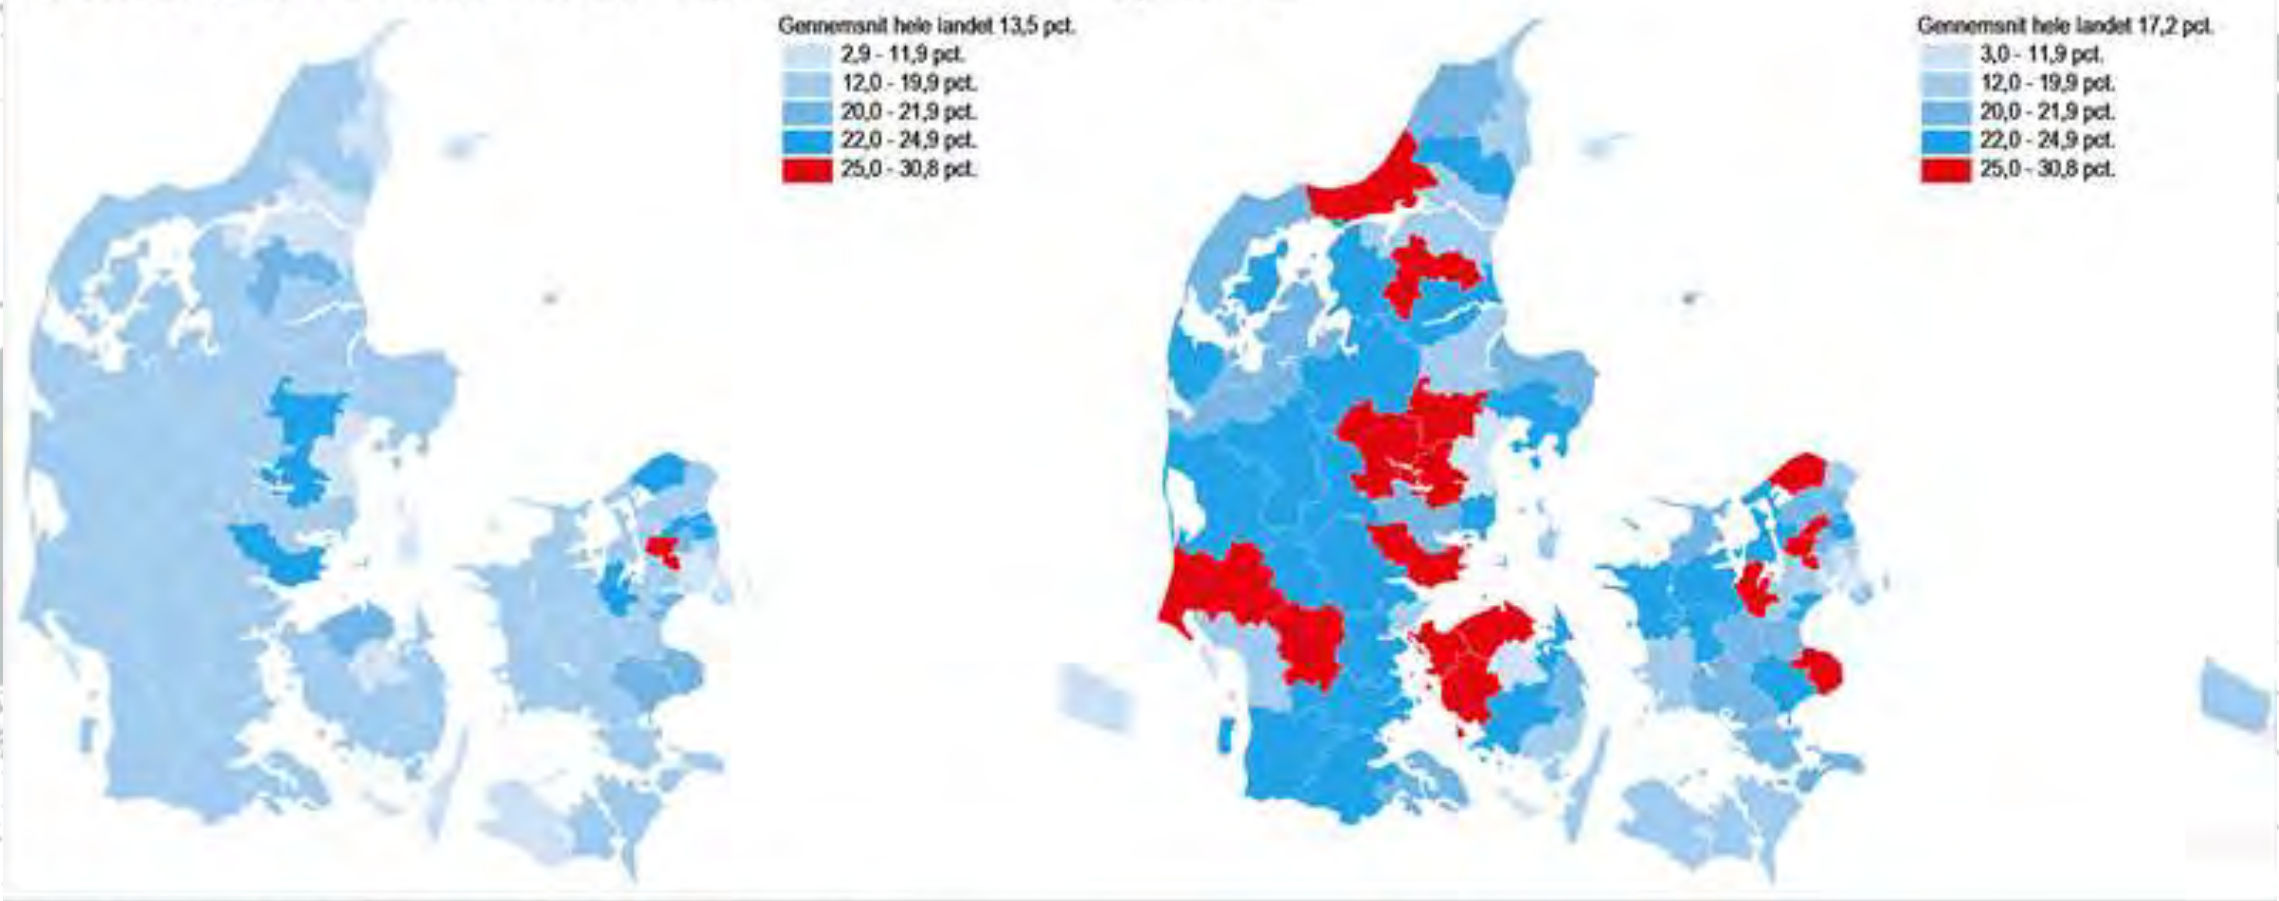 Gennemsnit hele landet 13,5 pct.
2,9 - 11,9 pct.
12,0 - 19,9 pct.
20,0 - 21,9 pct.
22,0 - 24,9 pct.
25,0 - 30,8 pct.
Gennemsnit hele landet 17,2 pct.
3,0 - 11,9 pct.
12,0 - 19,9 pct.
20,0 - 21,9 pct.
22,0 - 24,9 pct.
25,0 - 30,8 pct.